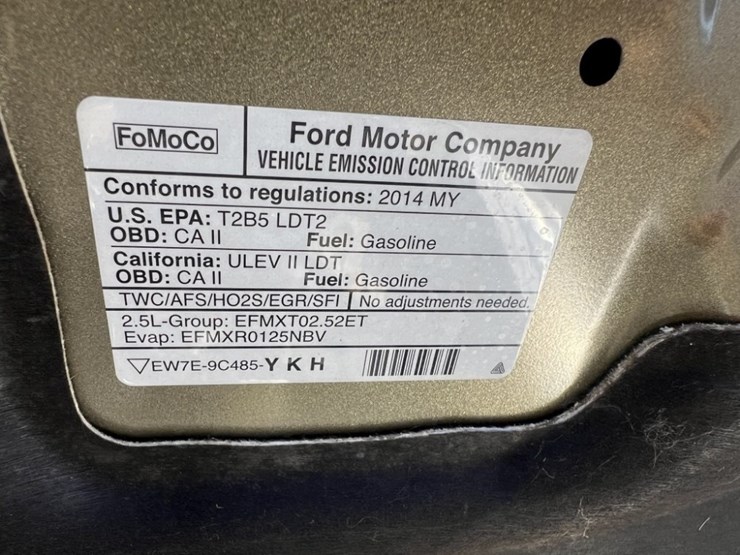 FoMoCo
Ford Motor Company
VEHICLE EMISSION CONTROL INFORMATION
Conforms to regulations: 2014 MY
U.S. EPA: T2B5 LDT2
OBD: CA II Fuel: Gasoline
California: ULEV II LDT
OBD: CA II Fuel: Gasoline
TWC/AFS/HO2S/EGR/SFI No adjustments needed.
2.5L-Group: EFMXT02.52ET
Evap: EFMXR0125NBV
EW7E-9C485-Y K H